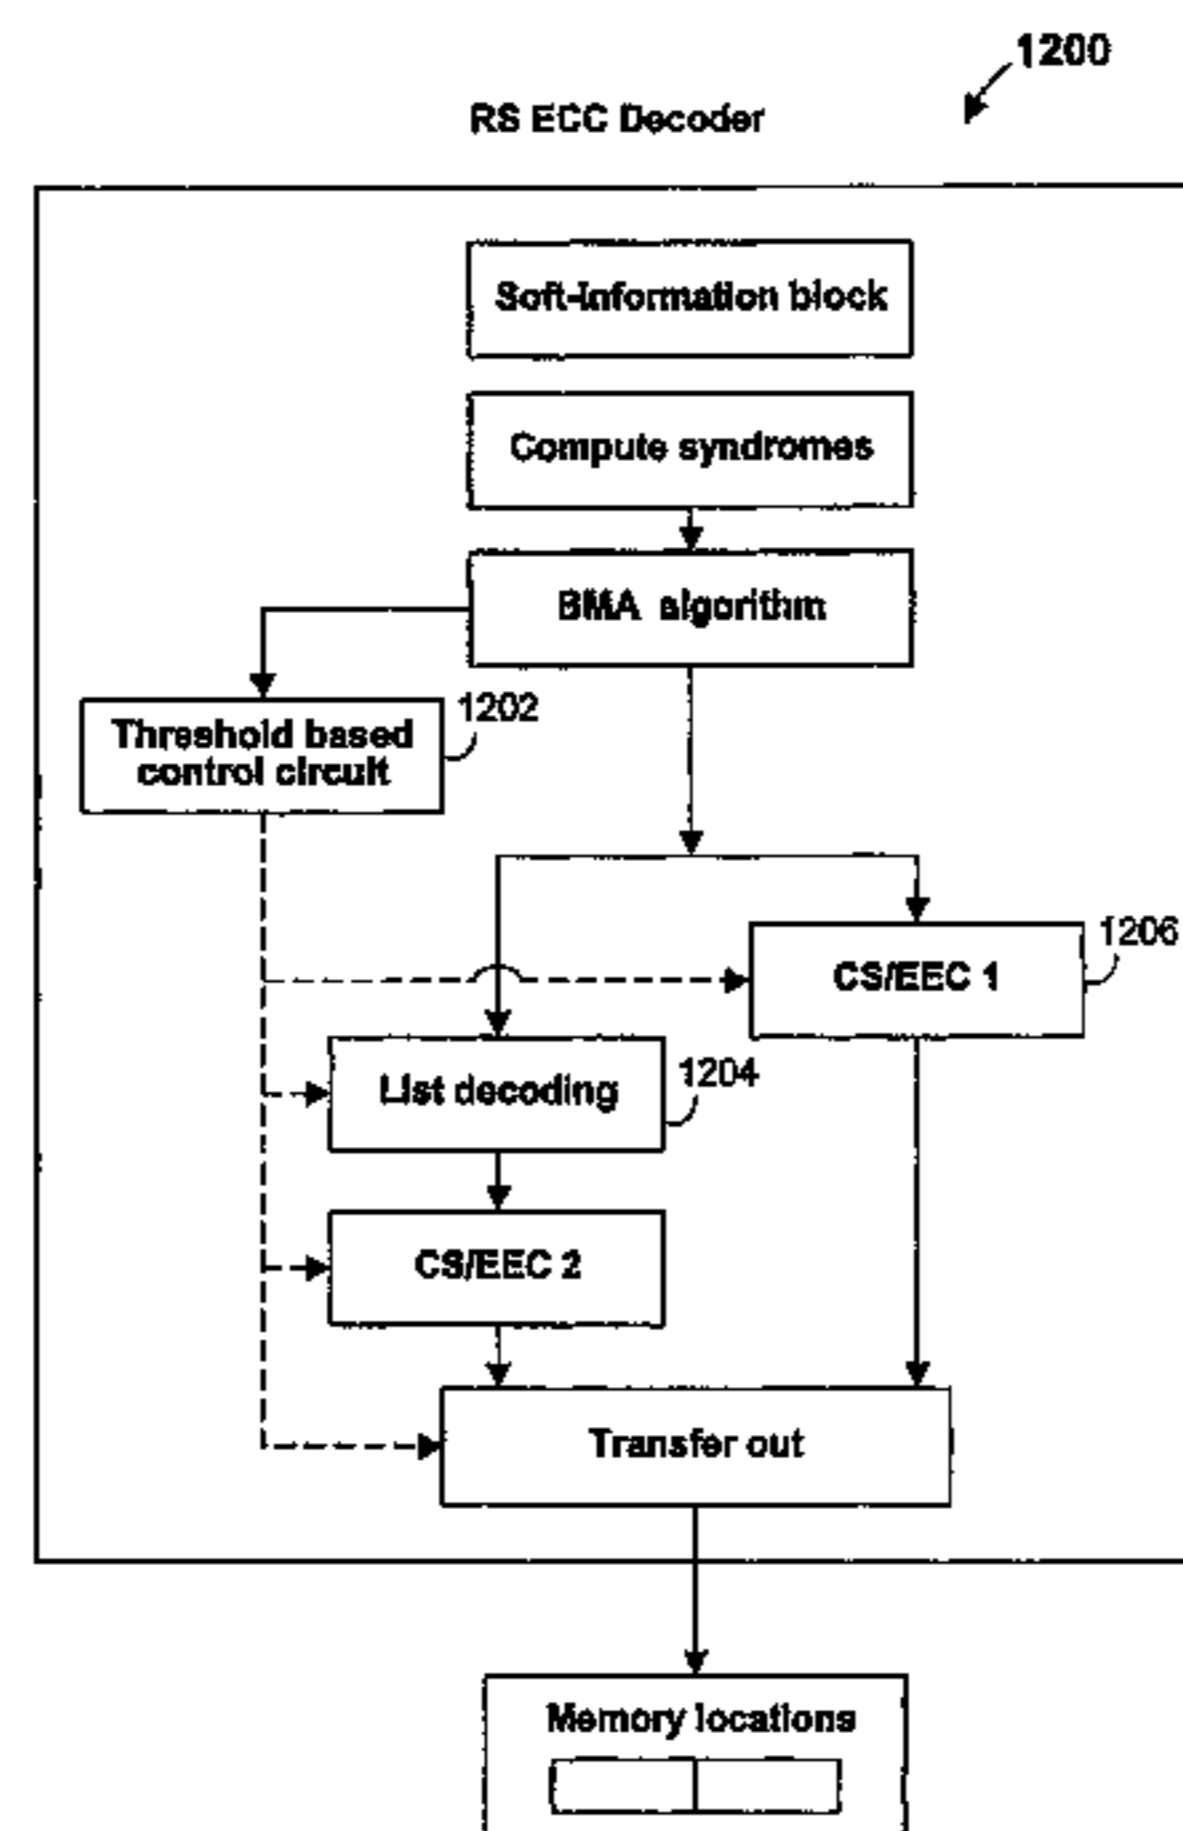 1200
RS ECC Decoder
Soft-Information block
Compute syndromes
BMA algorithm
1202
Threshold based
control circuit
1206
CS/EEC 1
1204
List decoding
CS/EEC 2
Transfer out
Memory locations